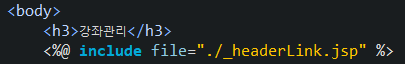 <body>
<h3>강좌관리</h3>
<%@ include file="./_headerLink.jsp" %>